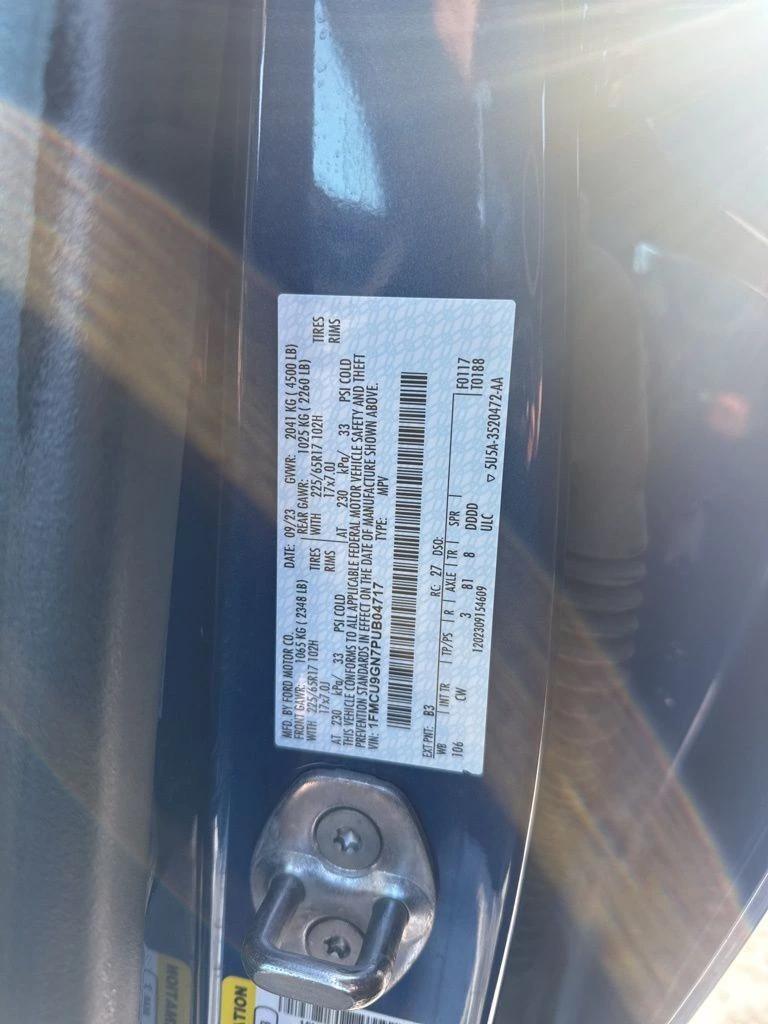 MFD. BY FORD MOTOR CO. DATE: 09/23 GVWR: 2041 KG ( 4500 LB)
FRONT GAWR: 1065 KG ( 2348 LB) REAR GAWR: 1025 KG ( 2260 LB)
WITH 225/65R17 102H TIRES WITH 225/65R17 102H TIRES
17x7.0J RIMS 17x7.0J RIMS
AT 230 kPa/ 33 PSI COLD AT 230 kPa/ 33 PSI COLD
THIS VEHICLE CONFORMS TO ALL APPLICABLE FEDERAL MOTOR VEHICLE SAFETY AND THEFT
PREVENTION STANDARDS IN EFFECT ON THE DATE OF MANUFACTURE SHOWN ABOVE.
VIN: 1FMCU9GN7PUB04717 TYPE: MPV
EXT PNT: B3 RC: 27 DSO: F0117
WB INT TR TP/PS R AXLE TR SPR T0188
106 CW 3 81 8 DDDD
1202309154609 ULC ▽ 5U5A-3520472-AA